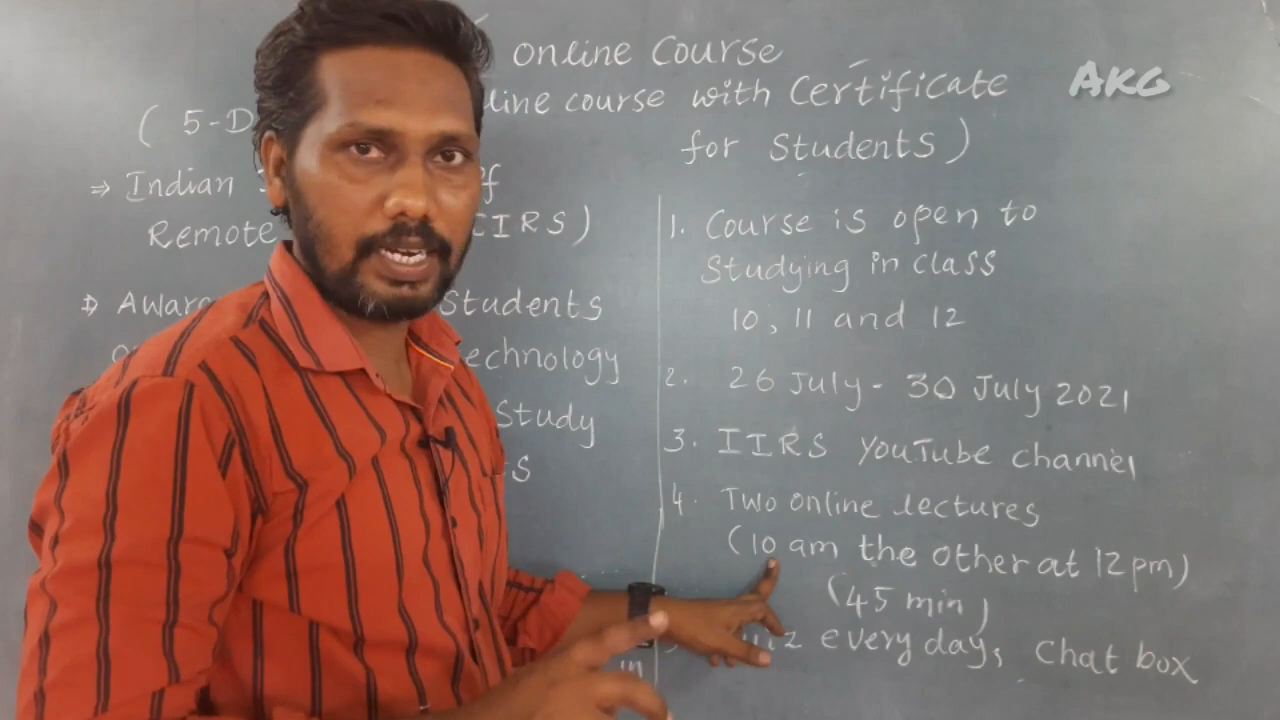 Online Course
( 5-D line course with Certificate
for Students )
AKG
⇒ Indian f
Remote IIRS )
Students
echnology
Study
s
in
1. Course is open to
Studying in class
10, 11 and 12
2. 26 July - 30 July 2021
3. IIRS YouTube channel
4. Two online lectures
(10 am the other at 12 pm)
(45 min)
every day, chat box